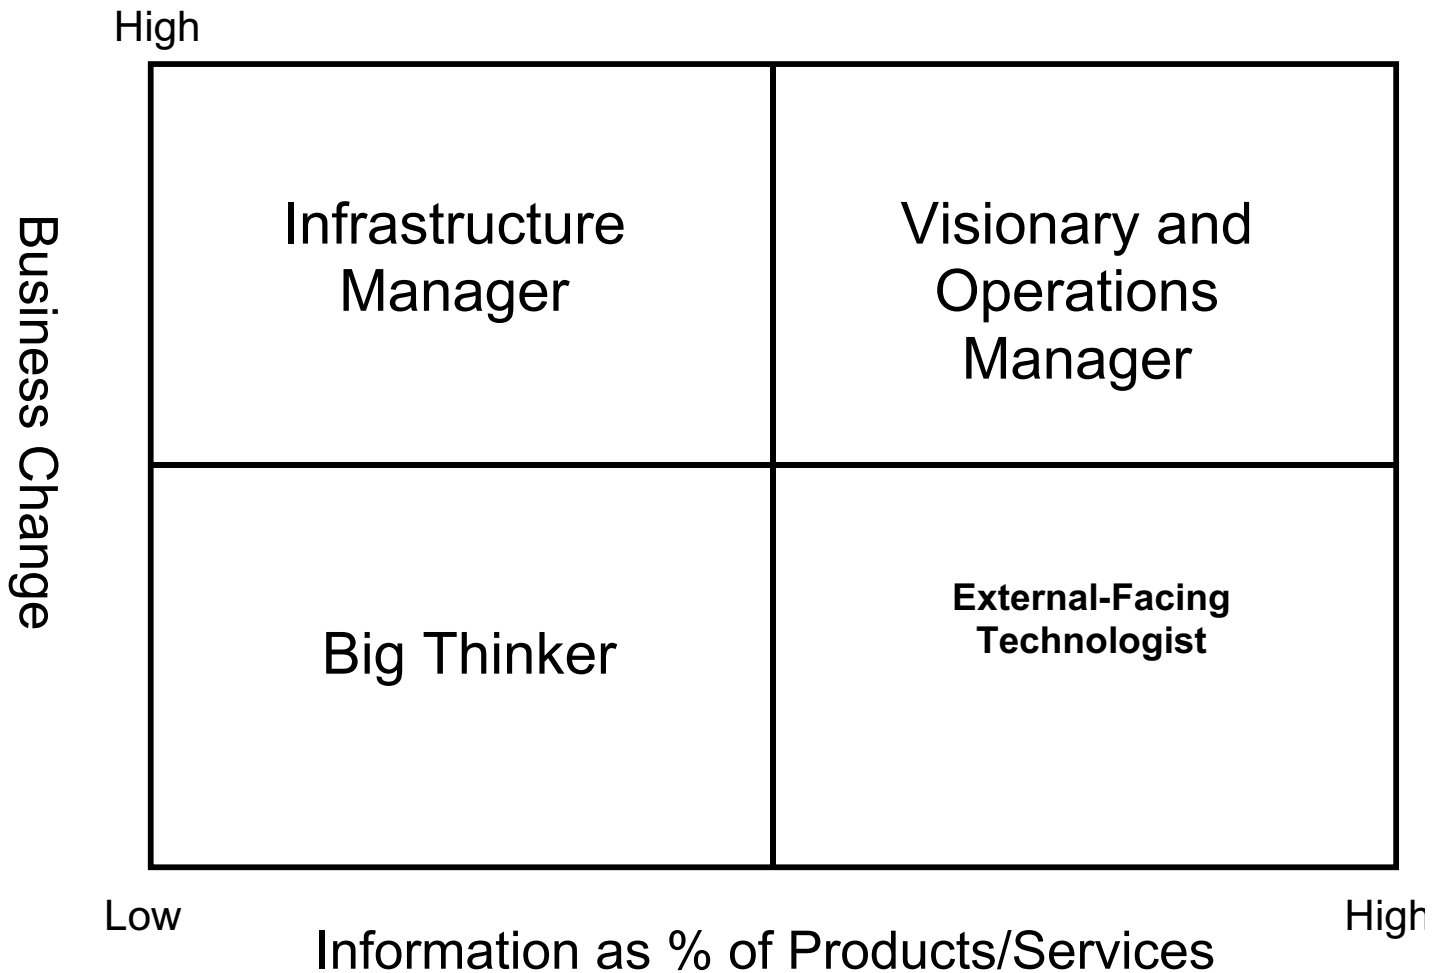 High
Business Change
Infrastructure
Manager
Visionary and
Operations
Manager
Big Thinker
External-Facing
Technologist
Low
High
Information as % of Products/Services